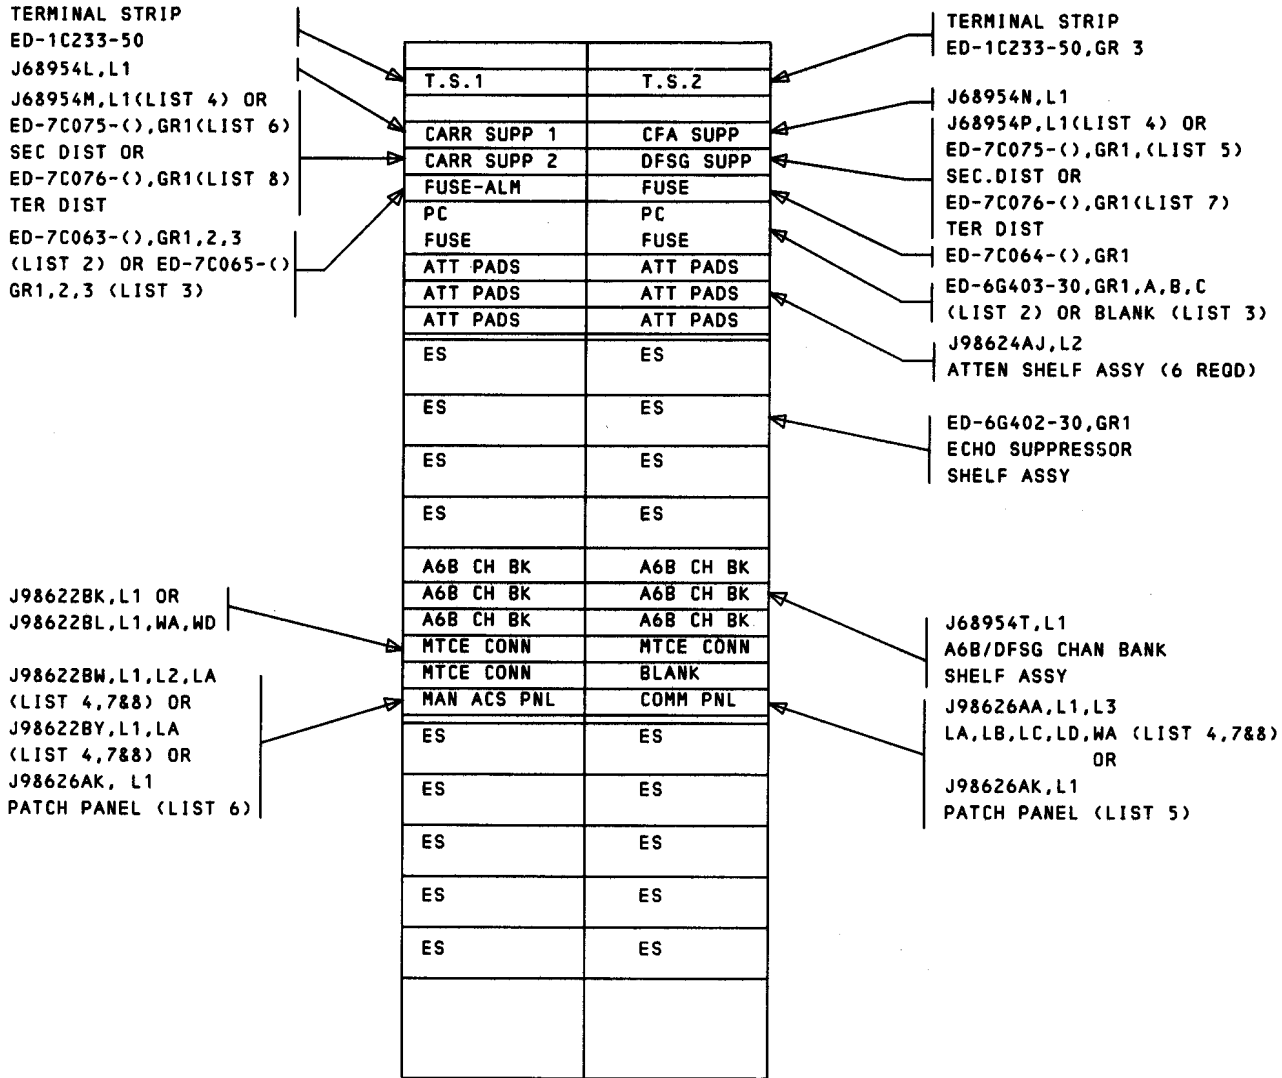 TERMINAL STRIP
ED-1C233-50
J68954L,L1
J68954M,L1(LIST 4) OR
ED-7C075-(),GR1(LIST 6)
SEC DIST OR
ED-7C076-(),GR1(LIST 8)
TER DIST
ED-7C063-(),GR1,2,3
(LIST 2) OR ED-7C065-()
GR1,2,3 (LIST 3)
J98622BK,L1 OR
J98622BL,L1,WA,WD
J98622BW,L1,L2,LA
(LIST 4,7&8) OR
J98622BY,L1,LA
(LIST 4,7&8) OR
J98626AK, L1
PATCH PANEL (LIST 6)
T.S.1 T.S.2
CARR SUPP 1 CFA SUPP
CARR SUPP 2 DFSG SUPP
FUSE-ALM FUSE
PC PC
FUSE FUSE
ATT PADS ATT PADS
ATT PADS ATT PADS
ATT PADS ATT PADS
ES ES
ES ES
ES ES
ES ES
A6B CH BK A6B CH BK
A6B CH BK A6B CH BK
A6B CH BK A6B CH BK
MTCE CONN MTCE CONN
MTCE CONN BLANK
MAN ACS PNL COMM PNL
ES ES
ES ES
ES ES
ES ES
ES ES
TERMINAL STRIP
ED-1C233-50,GR 3
J68954N,L1
J68954P,L1(LIST 4) OR
ED-7C075-(),GR1,(LIST 5)
SEC.DIST OR
ED-7C076-(),GR1(LIST 7)
TER DIST
ED-7C064-(),GR1
ED-6G403-30,GR1,A,B,C
(LIST 2) OR BLANK (LIST 3)
J98624AJ,L2
ATTEN SHELF ASSY (6 REQD)
ED-6G402-30,GR1
ECHO SUPPRESSOR
SHELF ASSY
J68954T,L1
A6B/DFSG CHAN BANK
SHELF ASSY
J98626AA,L1,L3
LA,LB,LC,LD,WA (LIST 4,7&8)
OR
J98626AK,L1
PATCH PANEL (LIST 5)